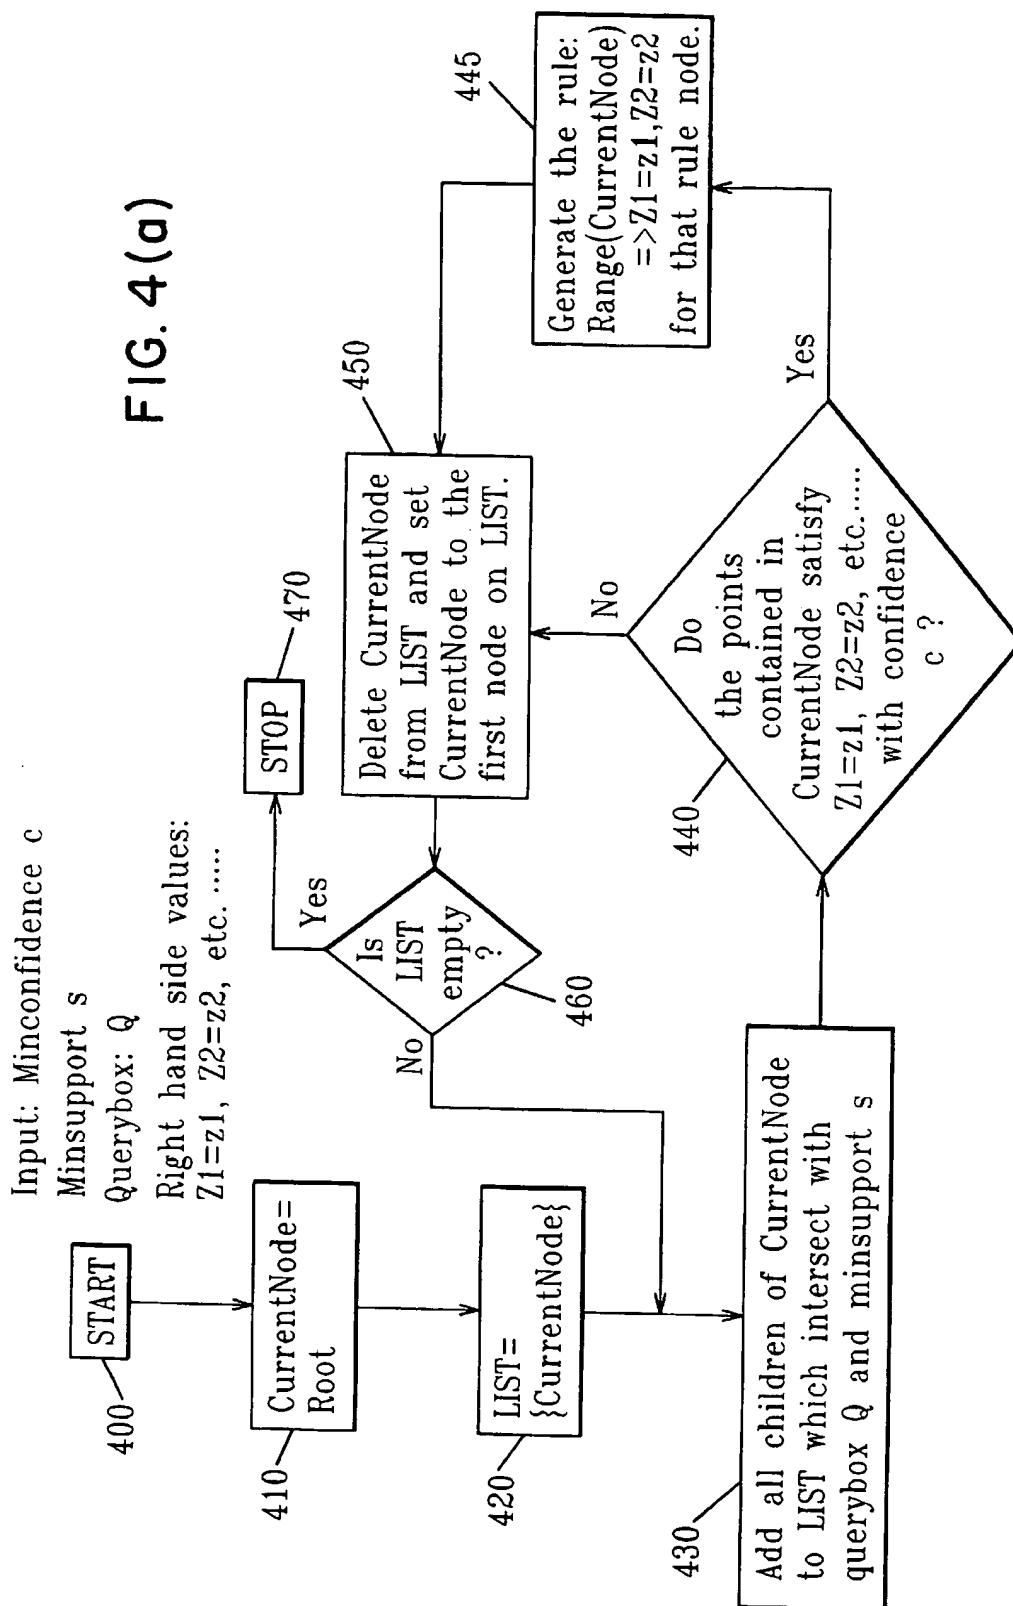 FIG. 4(a)
Input: Minconfidence c
Minsupport s
Querybox: Q
Right hand side values:
Z1=z1, Z2=z2, etc. .....
START
400
CurrentNode=
Root
410
LIST=
{CurrentNode}
420
Add all children of CurrentNode
to LIST which intersect with
querybox Q and minsupport s
430
Do
the points
contained in
CurrentNode satisfy
Z1=z1, Z2=z2, etc......
with confidence
c ?
440
Yes
No
Generate the rule:
Range(CurrentNode)
=>Z1=z1,Z2=z2
for that rule node.
445
Delete CurrentNode
from LIST and set
CurrentNode to the
first node on LIST.
450
Is
LIST
empty
?
460
No
Yes
STOP
470